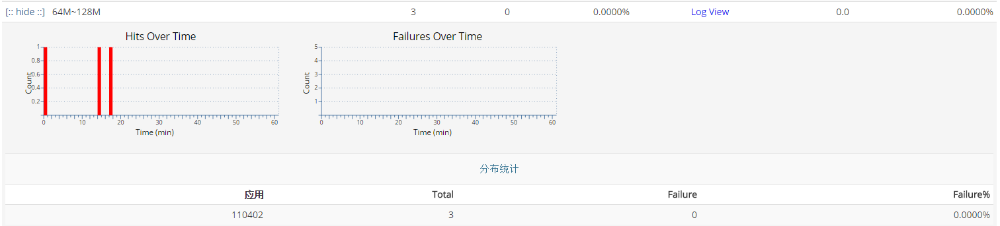 [:: hide ::] 64M~128M 3 0 0.0000% Log View 0.0 0.0000%
Hits Over Time
Count
1
0.8
0.6
0.4
0.2
0 10 20 30 40 50 60
Time (min)
Failures Over Time
Count
5
4
3
2
1
0 10 20 30 40 50 60
Time (min)
分布统计
应用 Total Failure Failure%
110402 3 0 0.0000%